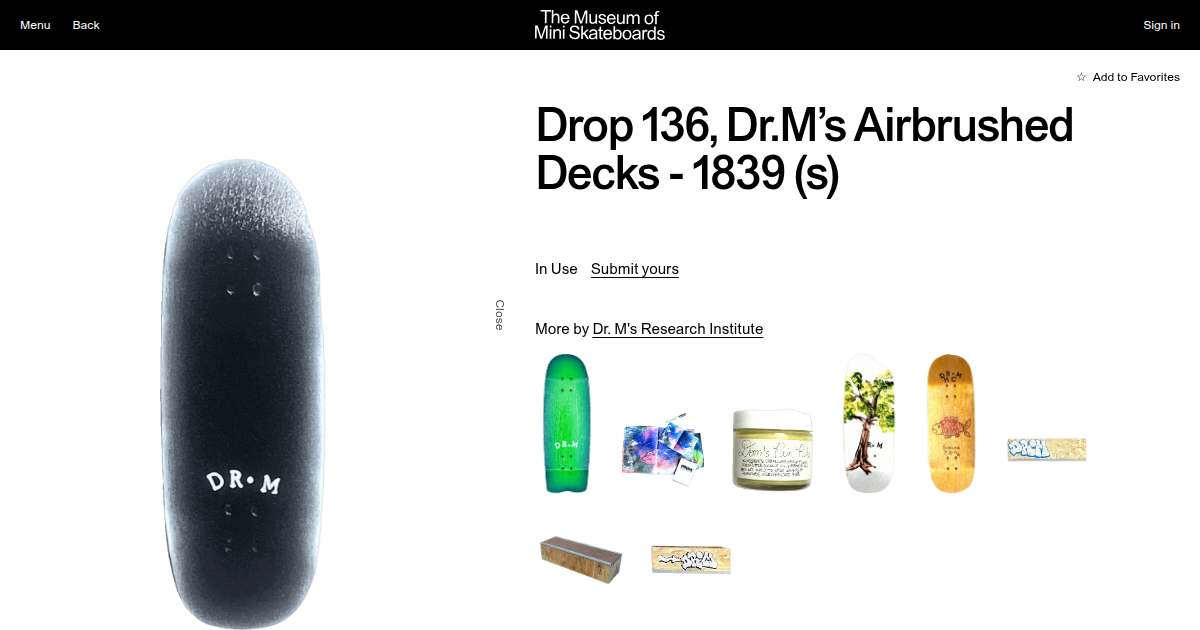 Menu
Back
The Museum of
Mini Skateboards
Sign in
☆ Add to Favorites
Drop 136, Dr.M’s Airbrushed
Decks - 1839 (s)
In Use
Submit yours
Close
More by Dr. M's Research Institute
DR•M
DR•M